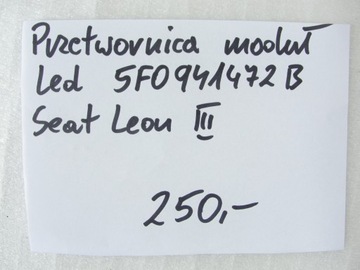 Przetwornica moduł
Led 5F0941472B
Seat Leon III
250,-